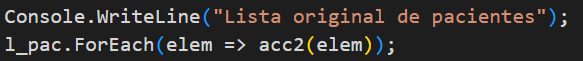 Console.WriteLine("Lista original de pacientes");
l_pac.ForEach(elem => acc2(elem));